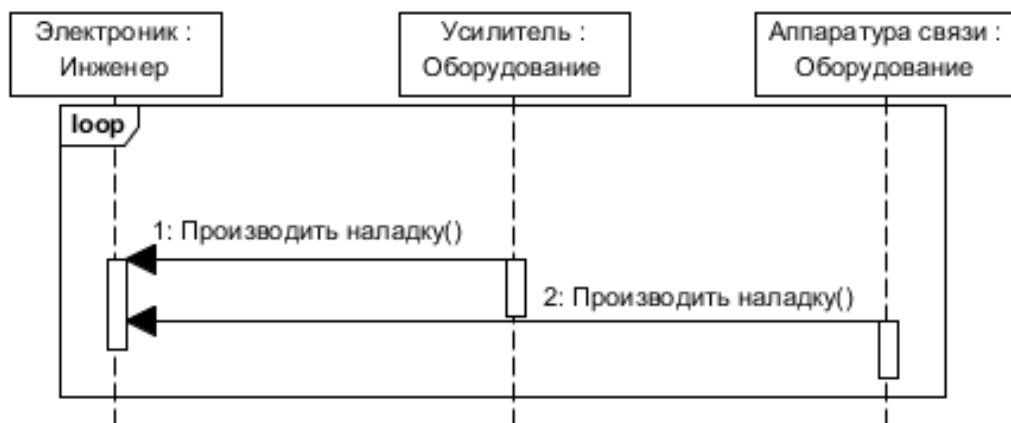 Электроник :
Инженер
Усилитель :
Оборудование
Аппаратура связи :
Оборудование
loop
1: Производить наладку()
2: Производить наладку()